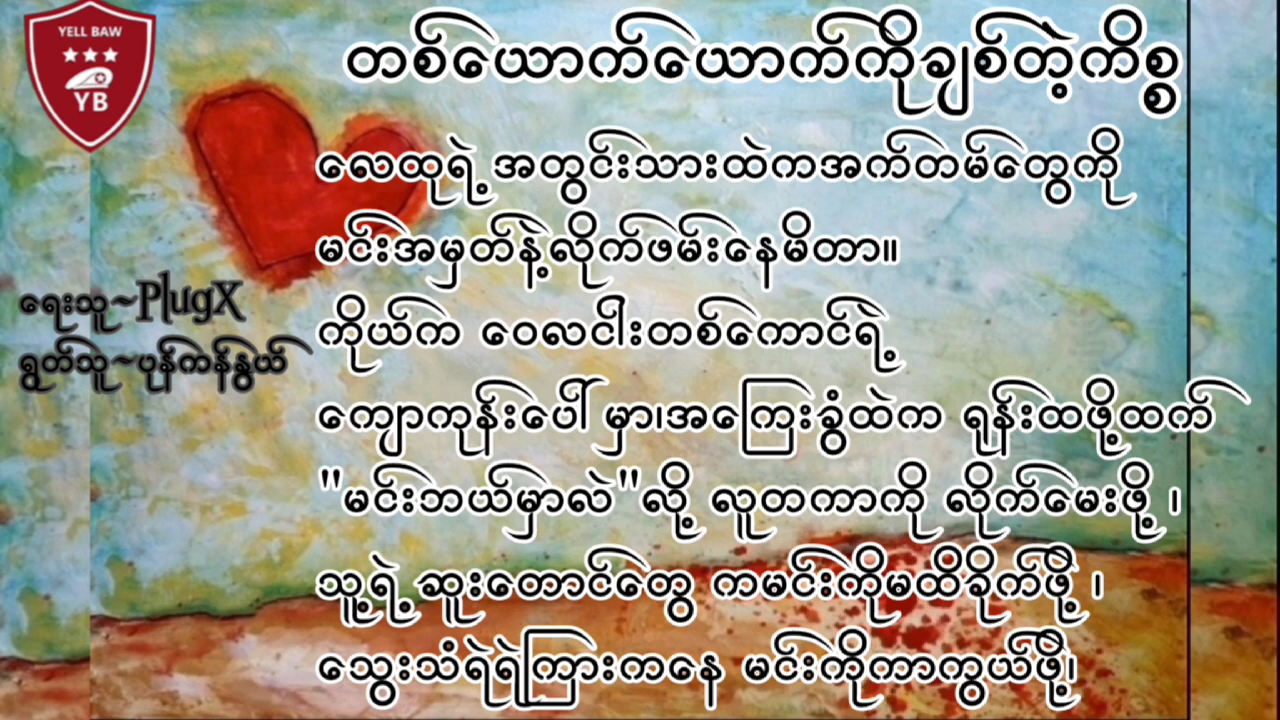 YELL BAW
YB
တစ်ယောက်ယောက်ကိုချစ်တဲ့ကိစ္စ
လေထုရဲ့ အတွင်းသားထဲကအက်တမ်တွေကို
မင်းအမှတ်နဲ့လိုက်ဖမ်းနေမိတာ။
ရေးသူ~PlugX
ရွတ်သူ~ပုန်ကန်နွယ်
ကိုယ်က ဝေလငါးတစ်ကောင်ရဲ့
ကျောကုန်းပေါ် မှာ၊အကြေးခွံထဲက ရုန်းထဖို့ထက်
"မင်းဘယ်မှာလဲ"လို့ လူတကာကို လိုက်မေးဖို့ ၊
သူ့ရဲ့ ဆူးတောင်တွေ ကမင်းကိုမထိခိုက်ဖို့ ၊
သွေးသံရဲရဲကြားကနေ မင်းကိုကာကွယ်ဖို့၊